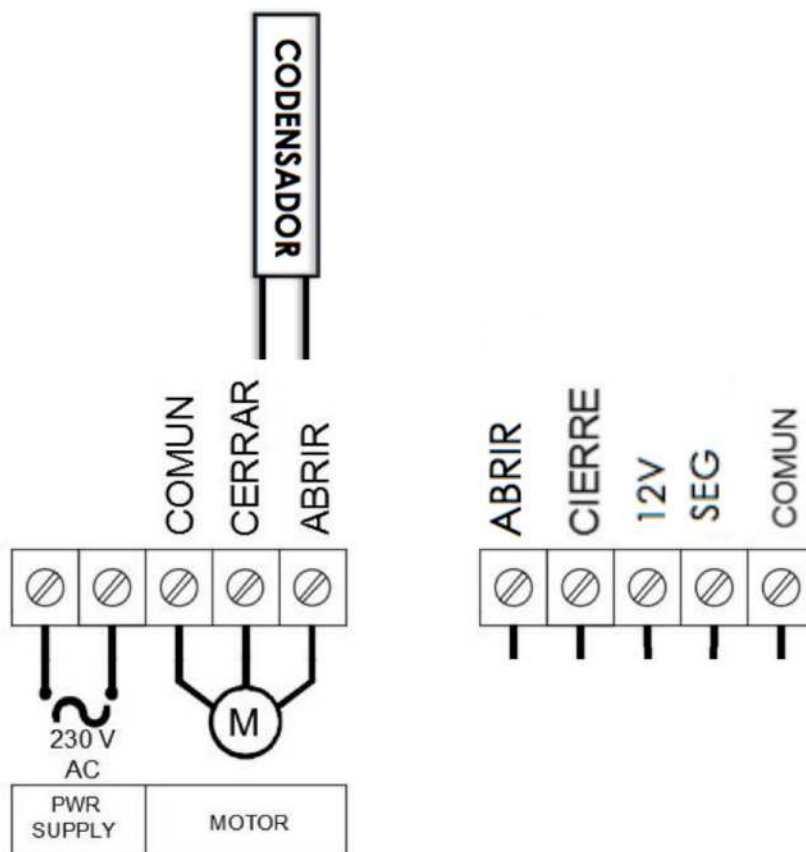 CODENSADOR
COMUN
CERRAR
ABRIR
ABRIR
CIERRE
12V
SEG
COMUN
M
230 V
AC
PWR
SUPPLY
MOTOR